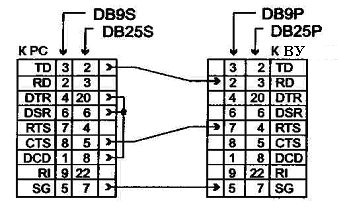 DB9S DB9P
DB25S DB25P
К PC К ВУ
TD 3 2 3 2 TD
RD 2 3 2 3 RD
DTR 4 20 4 20 DTR
DSR 6 6 6 6 DSR
RTS 7 4 7 4 RTS
CTS 8 5 8 5 CTS
DCD 1 8 1 8 DCD
RI 9 22 9 22 RI
SG 5 7 5 7 SG